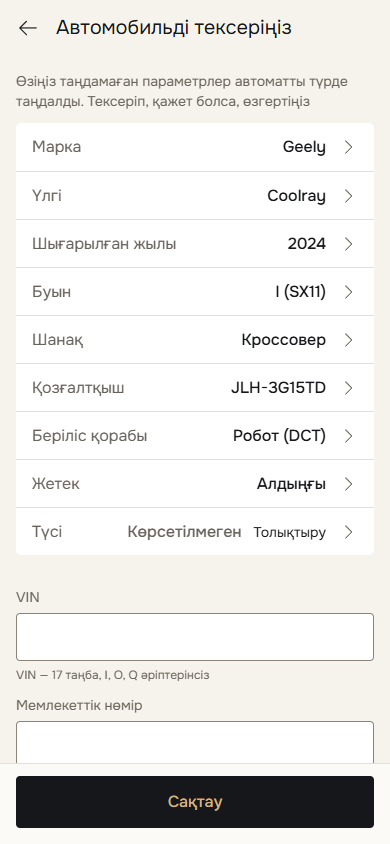 Автомобильді тексеріңіз
Өзіңіз таңдамаған параметрлер автоматты түрде
таңдалды. Тексеріп, қажет болса, өзгертіңіз
Марка Geely
Үлгі Coolray
Шығарылған жылы 2024
Буын I (SX11)
Шанақ Кроссовер
Қозғалтқыш JLH-3G15TD
Беріліс қорабы Робот (DCT)
Жетек Алдыңғы
Түсі Көрсетілмеген Толықтыру
VIN
VIN — 17 таңба, I, O, Q әріптерінсіз
Мемлекеттік нөмір
Сақтау